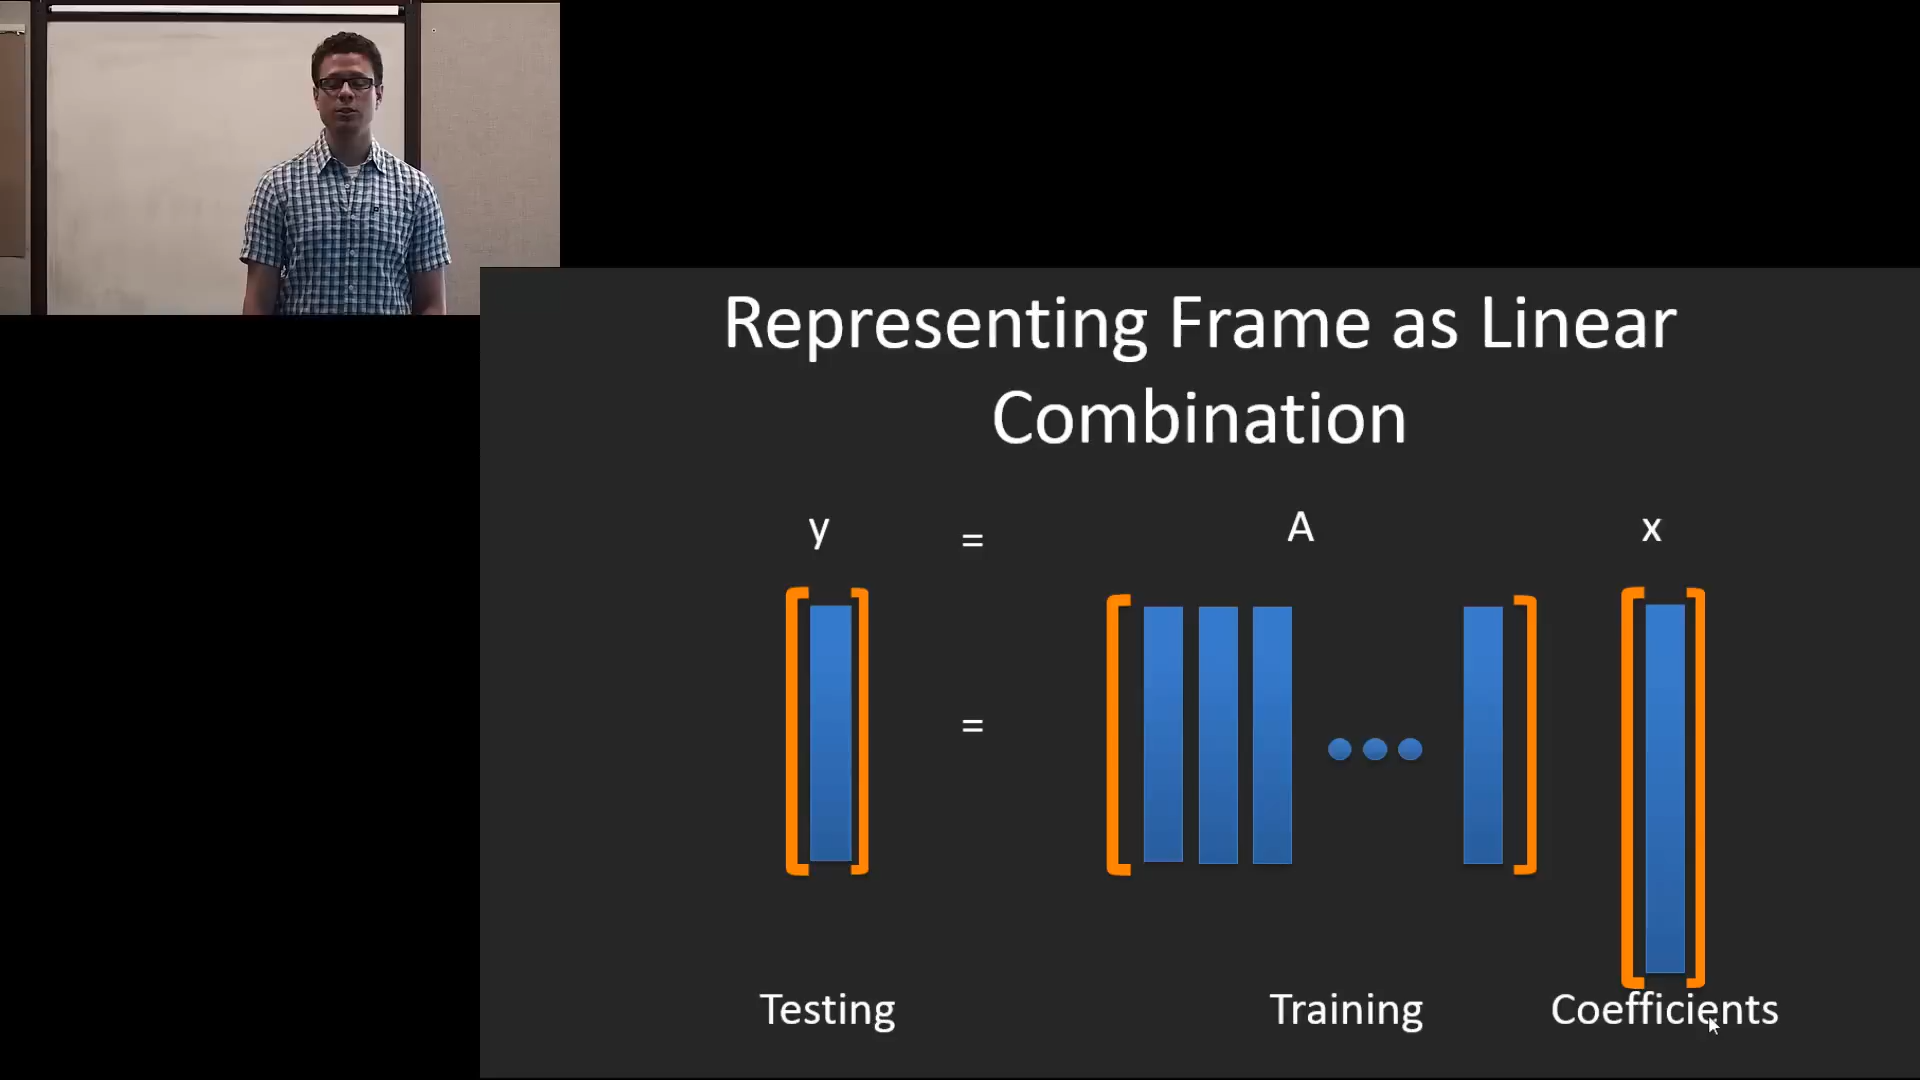 Representing Frame as Linear
Combination
y = A x
=
Testing Training Coefficients